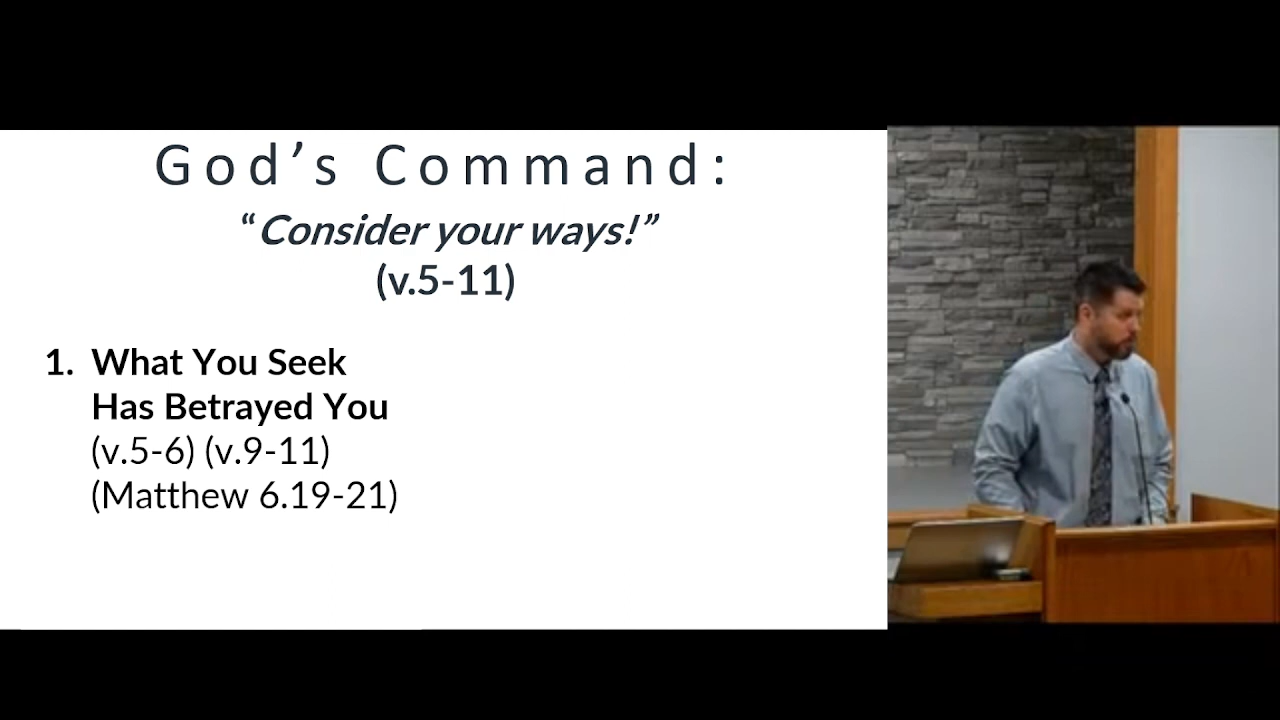 God’s Command:
“Consider your ways!”
(v.5-11)
1. What You Seek
Has Betrayed You
(v.5-6) (v.9-11)
(Matthew 6.19-21)